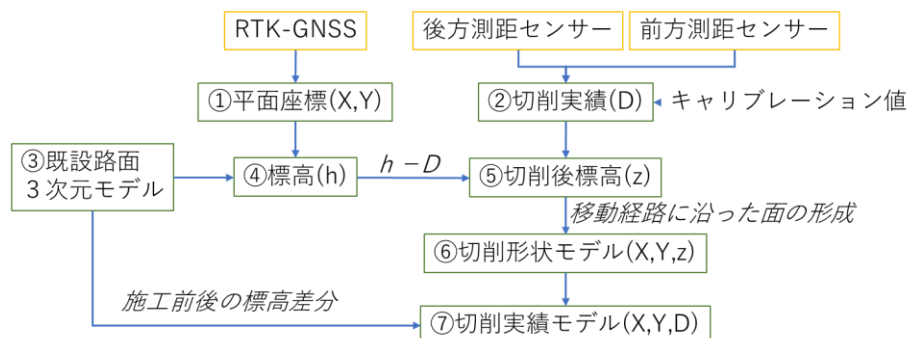 RTK-GNSS
後方測距センサー
前方測距センサー
①平面座標(X,Y)
②切削実績(D)
キャリブレーション値
③既設路面
３次元モデル
④標高(h)
h－D
⑤切削後標高(z)
移動経路に沿った面の形成
⑥切削形状モデル(X,Y,z)
施工前後の標高差分
⑦切削実績モデル(X,Y,D)